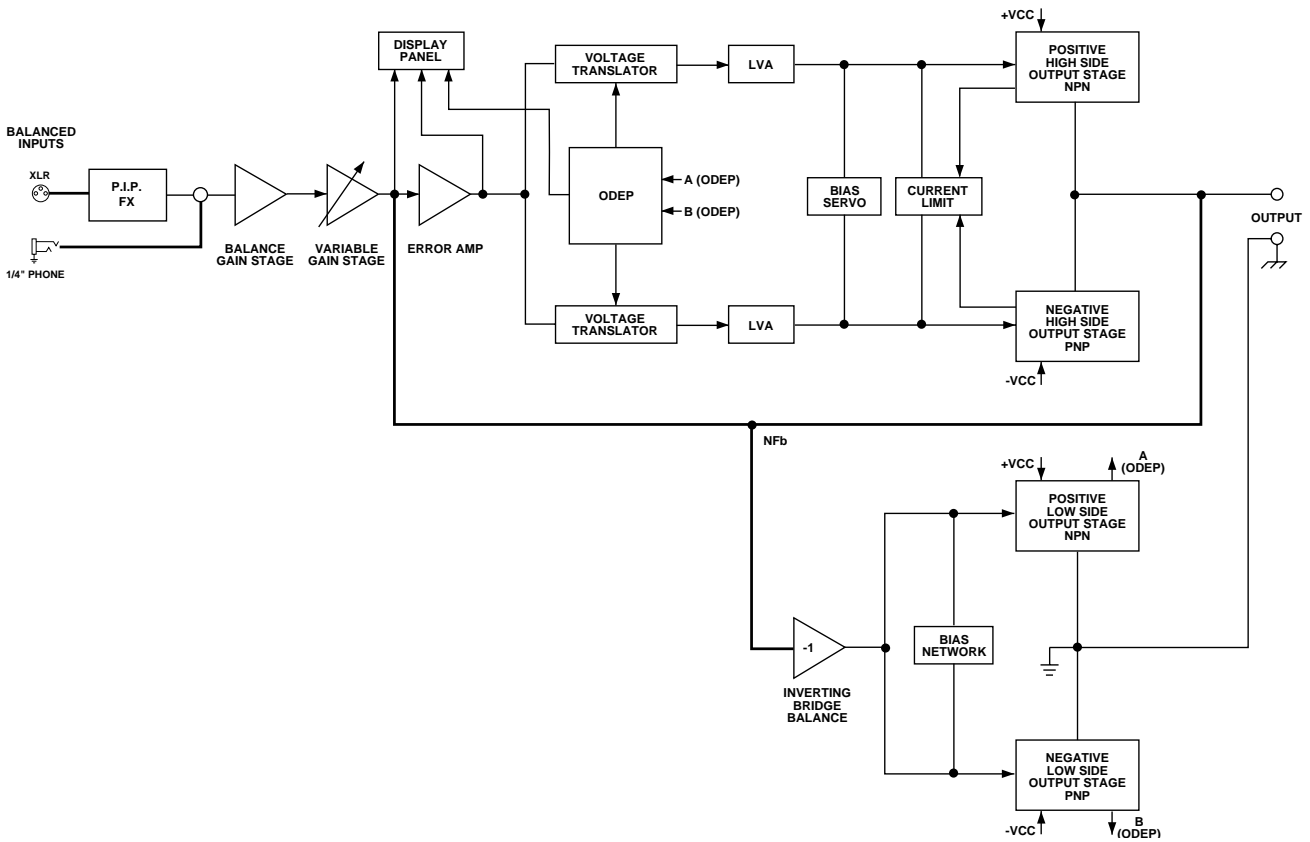 +VCC
DISPLAY
PANEL
VOLTAGE
TRANSLATOR
LVA
POSITIVE
HIGH SIDE
OUTPUT STAGE
NPN
BALANCED
INPUTS
XLR
P.I.P.
FX
1/4" PHONE
BALANCE
GAIN STAGE
VARIABLE
GAIN STAGE
ERROR AMP
ODEP
A (ODEP)
B (ODEP)
BIAS
SERVO
CURRENT
LIMIT
OUTPUT
VOLTAGE
TRANSLATOR
LVA
NEGATIVE
HIGH SIDE
OUTPUT STAGE
PNP
-VCC
NFb
+VCC
A
(ODEP)
POSITIVE
LOW SIDE
OUTPUT STAGE
NPN
-1
INVERTING
BRIDGE
BALANCE
BIAS
NETWORK
NEGATIVE
LOW SIDE
OUTPUT STAGE
PNP
-VCC
B
(ODEP)